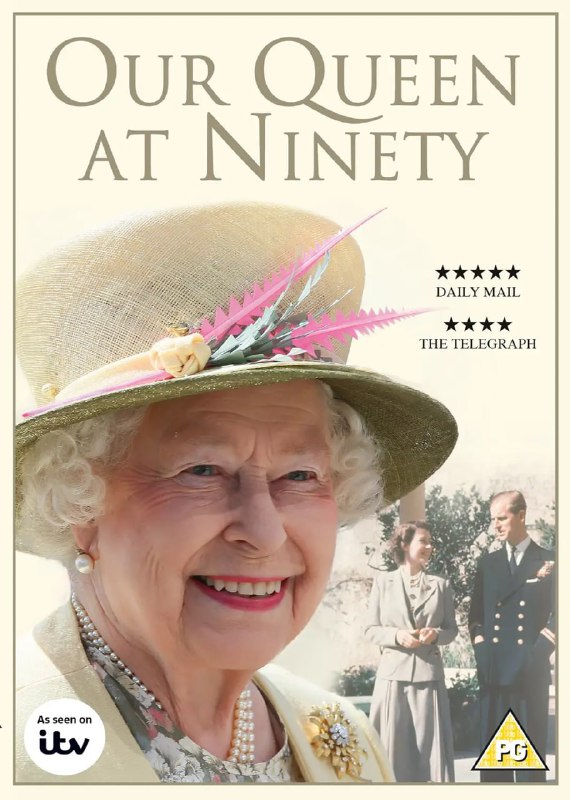 OUR QUEEN
AT NINETY
★★★★★
DAILY MAIL
★★★★
THE TELEGRAPH
As seen on
itv
PG